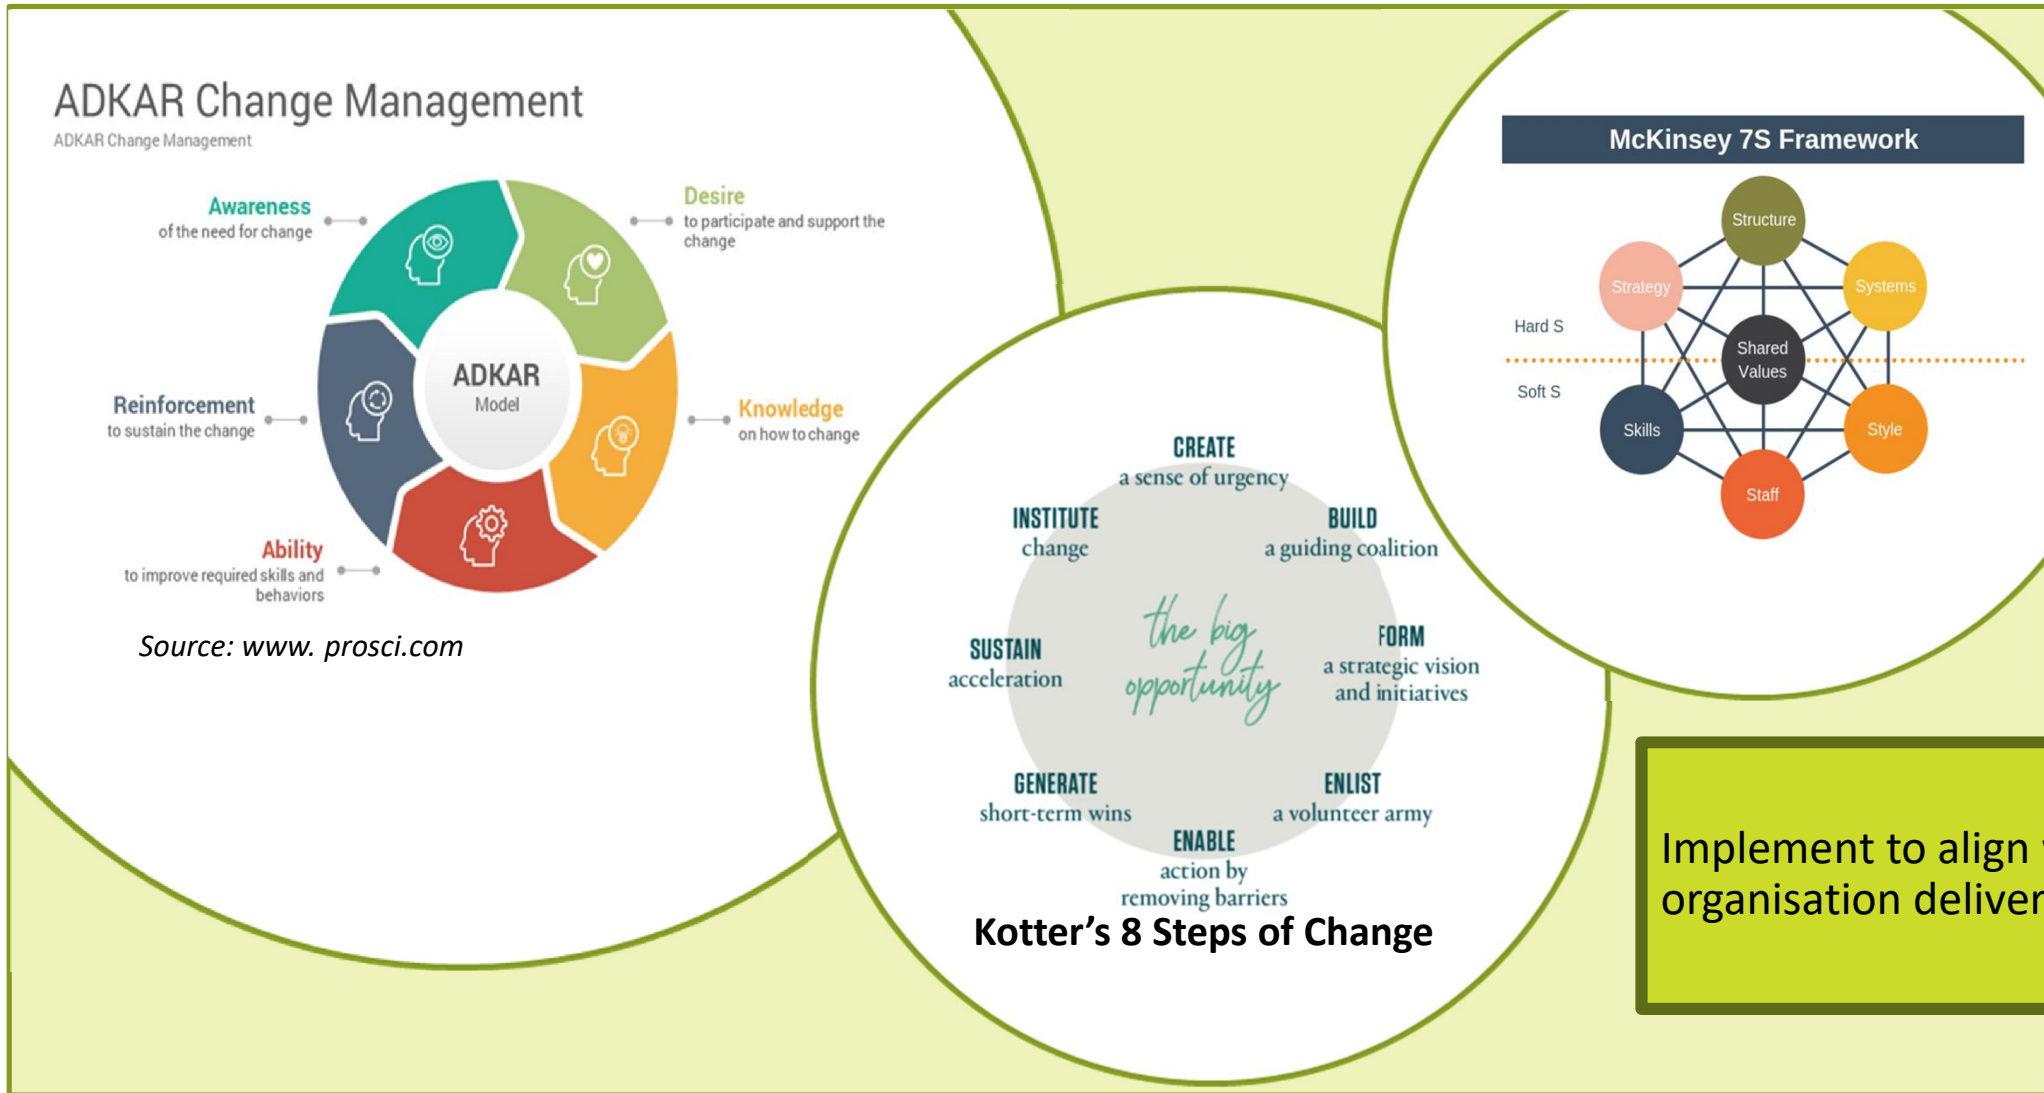 ADKAR Change Management
ADKAR Change Management
Awareness
of the need for change
Desire
to participate and support the
change
Knowledge
on how to change
Ability
to improve required skills and
behaviors
Reinforcement
to sustain the change
ADKAR
Model
Source: www. prosci.com
CREATE
a sense of urgency
BUILD
a guiding coalition
FORM
a strategic vision
and initiatives
ENLIST
a volunteer army
ENABLE
action by
removing barriers
GENERATE
short-term wins
SUSTAIN
acceleration
INSTITUTE
change
the big
opportunity
Kotter’s 8 Steps of Change
McKinsey 7S Framework
Structure
Strategy
Systems
Hard S
Shared
Values
Soft S
Skills
Style
Staff
Implement to align
organisation deliver